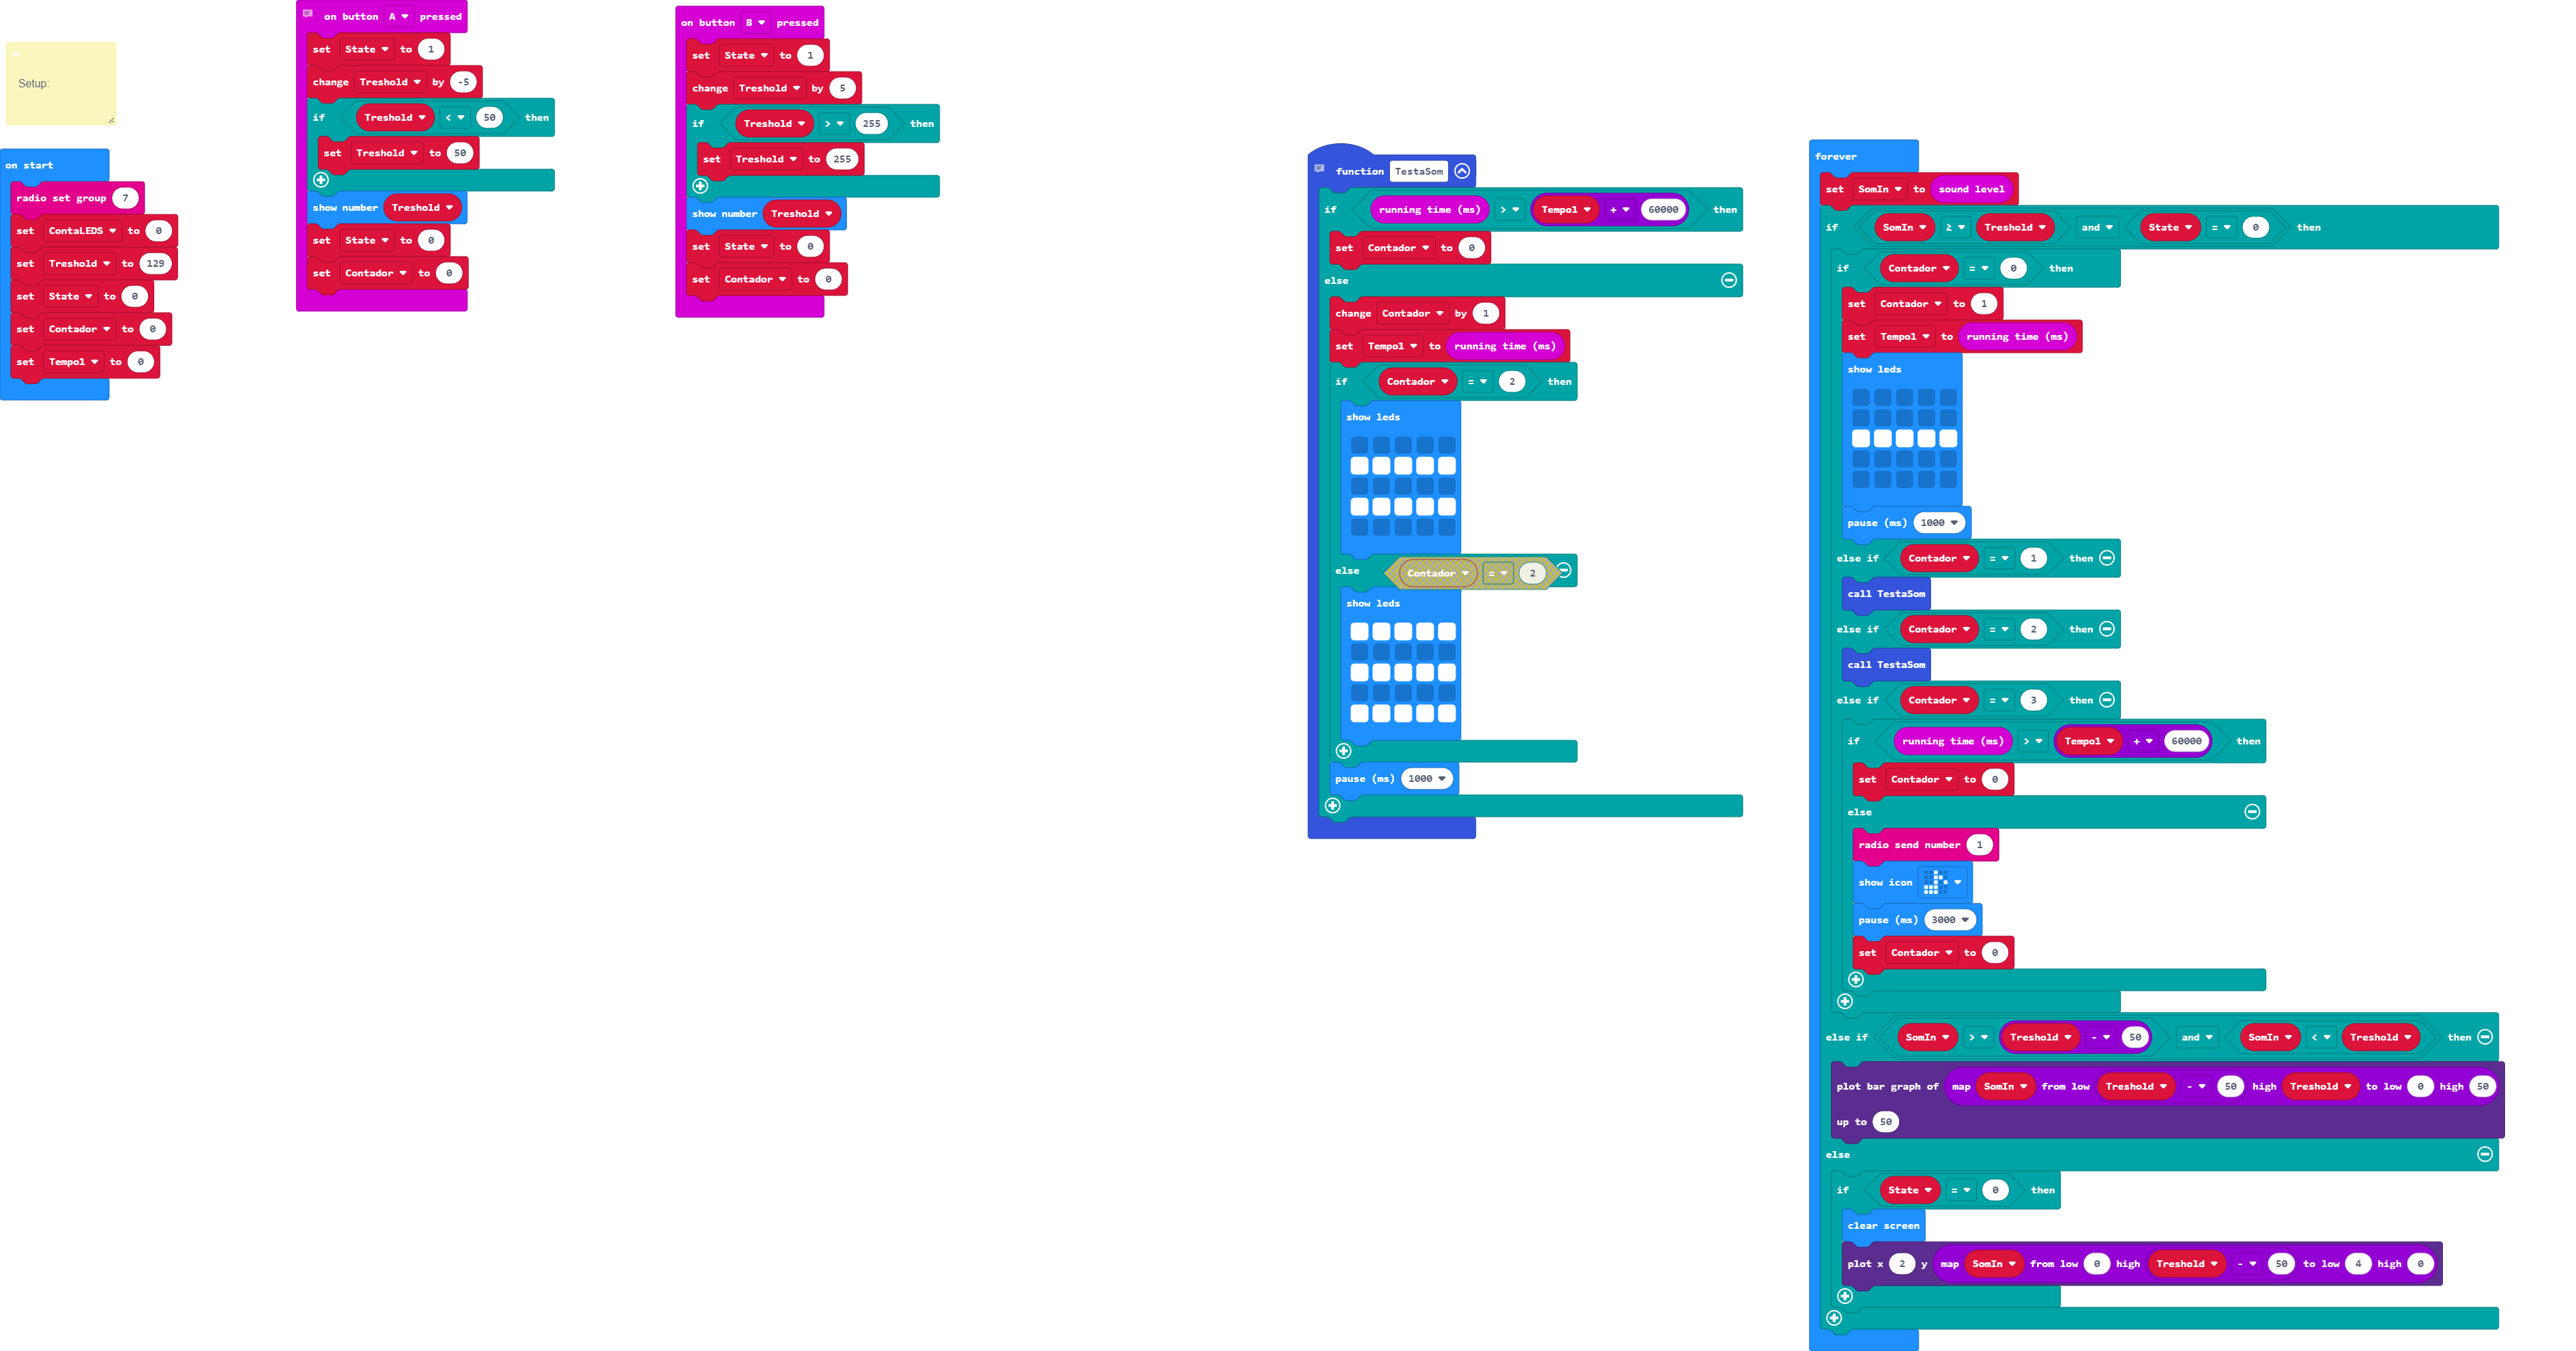 Setup:
on start
radio set group 7
set ContaLEDS to 0
set Treshold to 129
set State to 0
set Contador to 0
set Tempo1 to 0
on button A pressed
set State to 1
change Treshold by -5
if Treshold < 50 then
set Treshold to 50
show number Treshold
set State to 0
set Contador to 0
on button B pressed
set State to 1
change Treshold by 5
if Treshold > 255 then
set Treshold to 255
show number Treshold
set State to 0
set Contador to 0
function TestaSom
if running time (ms) > Tempo1 + 60000 then
set Contador to 0
else
change Contador by 1
set Tempo1 to running time (ms)
if Contador = 2 then
show leds
else Contador = 2
show leds
pause (ms) 1000
forever
set SomIn to sound level
if SomIn ≥ Treshold and State = 0 then
if Contador = 0 then
set Contador to 1
set Tempo1 to running time (ms)
show leds
pause (ms) 1000
else if Contador = 1 then
call TestaSom
else if Contador = 2 then
call TestaSom
else if Contador = 3 then
if running time (ms) > Tempo1 + 60000 then
set Contador to 0
else
radio send number 1
show icon
pause (ms) 3000
set Contador to 0
else if SomIn > Treshold - 50 and SomIn < Treshold then
plot bar graph of map SomIn from low Treshold - 50 high Treshold to low 0 high 50
up to 50
else
if State = 0 then
clear screen
plot x 2 y map SomIn from low 0 high Treshold - 50 to low 4 high 0